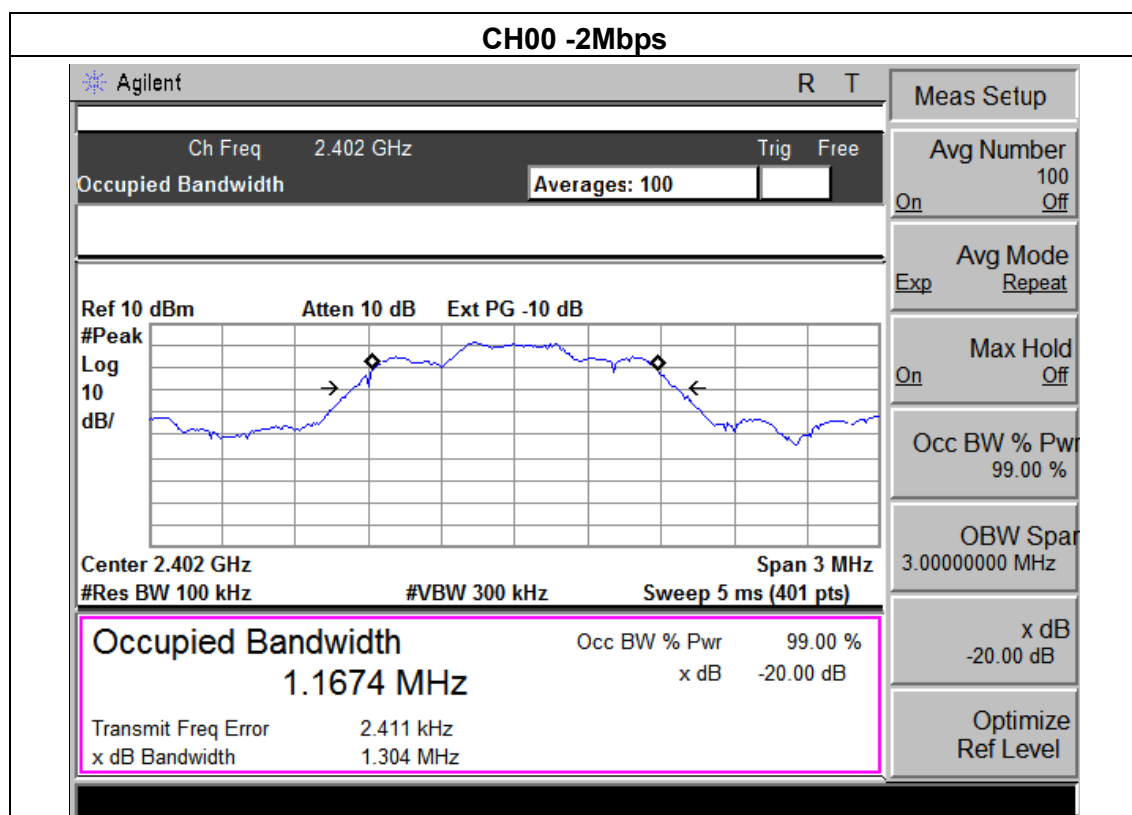 CH00 -2Mbps
Agilent R T
Ch Freq 2.402 GHz Trig Free
Occupied Bandwidth Averages: 100
Ref 10 dBm Atten 10 dB Ext PG -10 dB
#Peak
Log
10
dB/
Center 2.402 GHz Span 3 MHz
#Res BW 100 kHz #VBW 300 kHz Sweep 5 ms (401 pts)
Occupied Bandwidth Occ BW % Pwr 99.00 %
1.1674 MHz x dB -20.00 dB
Transmit Freq Error 2.411 kHz
x dB Bandwidth 1.304 MHz
Meas Setup
Avg Number
100
On Off
Avg Mode
Exp Repeat
Max Hold
On Off
Occ BW % Pwr
99.00 %
OBW Spar
3.00000000 MHz
x dB
-20.00 dB
Optimize
Ref Level